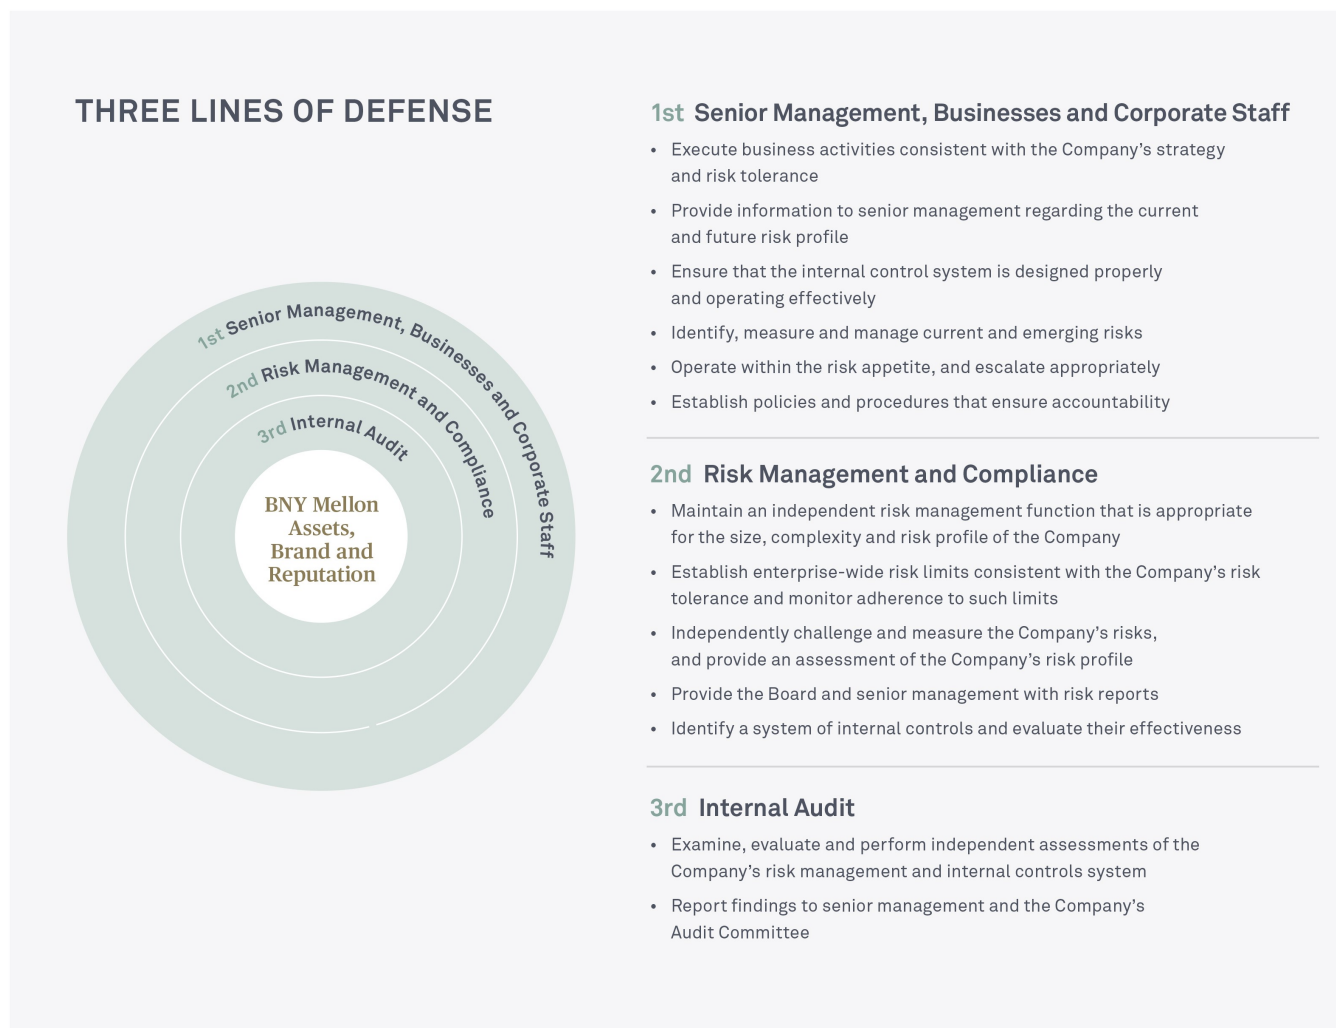 THREE LINES OF DEFENSE
1st Senior Management, Businesses and Corporate Staff
2nd Risk Management and Compliance
3rd Internal Audit
BNY Mellon
Assets,
Brand and
Reputation
1st Senior Management, Businesses and Corporate Staff
• Execute business activities consistent with the Company’s strategy
and risk tolerance
• Provide information to senior management regarding the current
and future risk profile
• Ensure that the internal control system is designed properly
and operating effectively
• Identify, measure and manage current and emerging risks
• Operate within the risk appetite, and escalate appropriately
• Establish policies and procedures that ensure accountability
2nd Risk Management and Compliance
• Maintain an independent risk management function that is appropriate
for the size, complexity and risk profile of the Company
• Establish enterprise-wide risk limits consistent with the Company’s risk
tolerance and monitor adherence to such limits
• Independently challenge and measure the Company’s risks,
and provide an assessment of the Company’s risk profile
• Provide the Board and senior management with risk reports
• Identify a system of internal controls and evaluate their effectiveness
3rd Internal Audit
• Examine, evaluate and perform independent assessments of the
Company’s risk management and internal controls system
• Report findings to senior management and the Company’s
Audit Committee